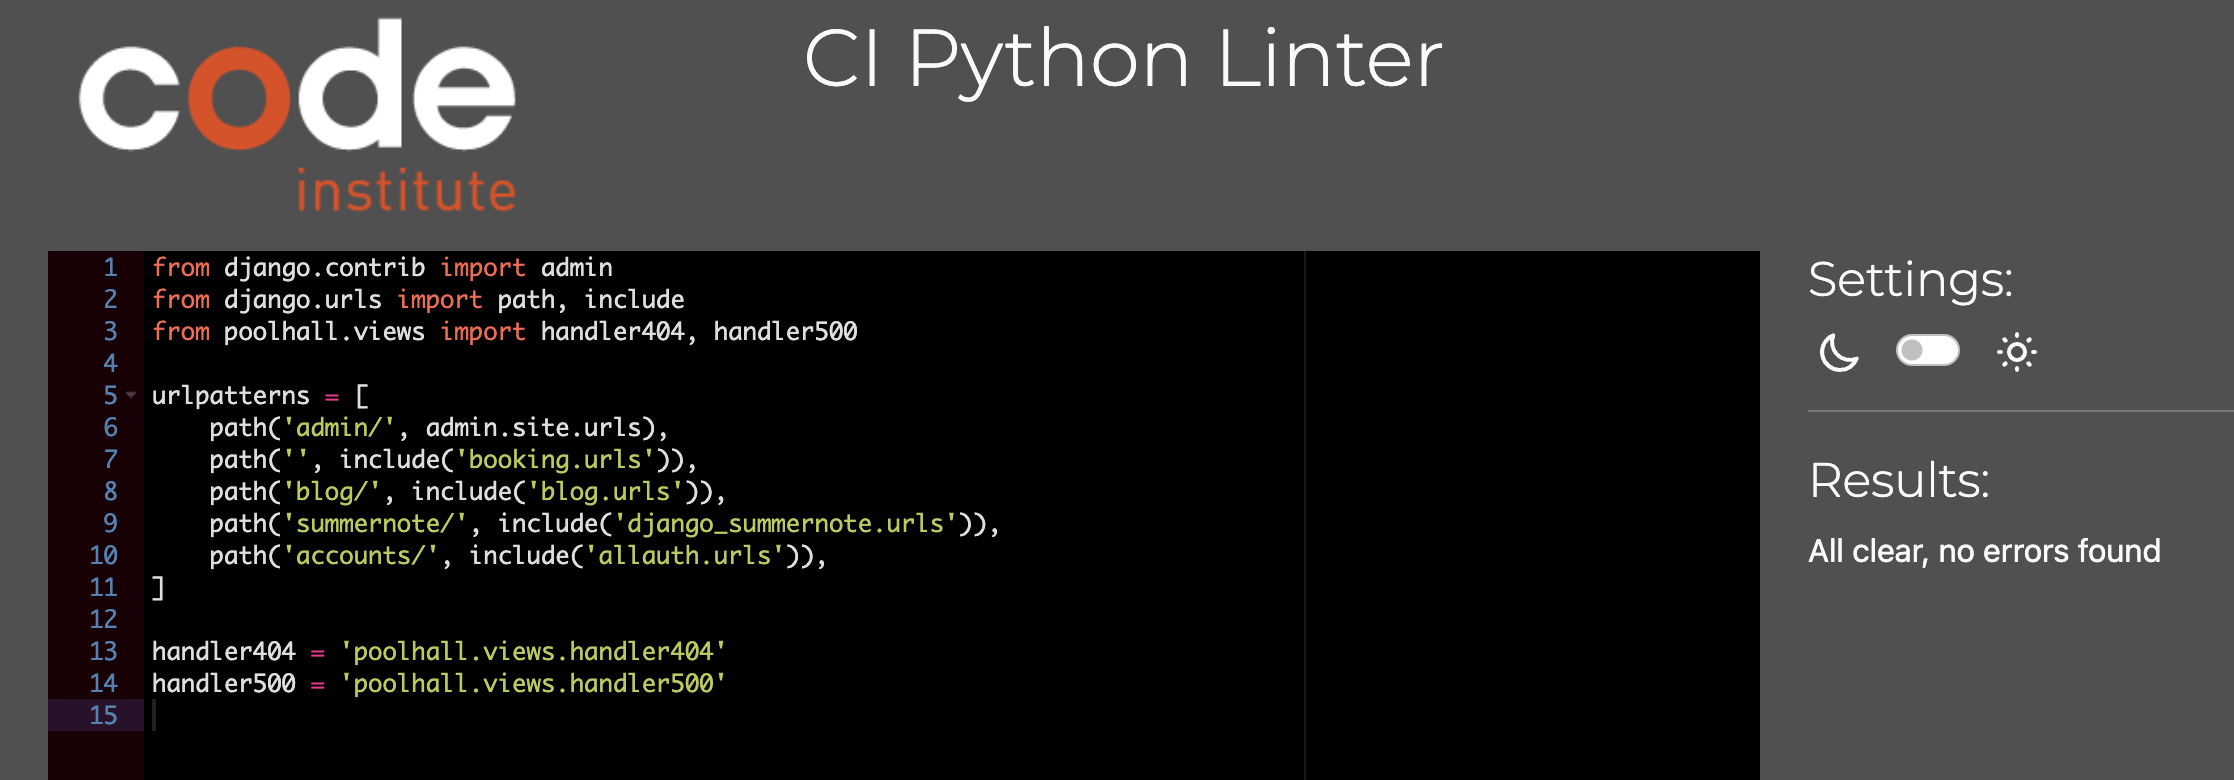 code
institute
CI Python Linter
1 from django.contrib import admin
2 from django.urls import path, include
3 from poolhall.views import handler404, handler500
4
5 urlpatterns = [
6     path('admin/', admin.site.urls),
7     path('', include('booking.urls')),
8     path('blog/', include('blog.urls')),
9     path('summernote/', include('django_summernote.urls')),
10     path('accounts/', include('allauth.urls')),
11 ]
12
13 handler404 = 'poolhall.views.handler404'
14 handler500 = 'poolhall.views.handler500'
15
Settings:
Results:
All clear, no errors found